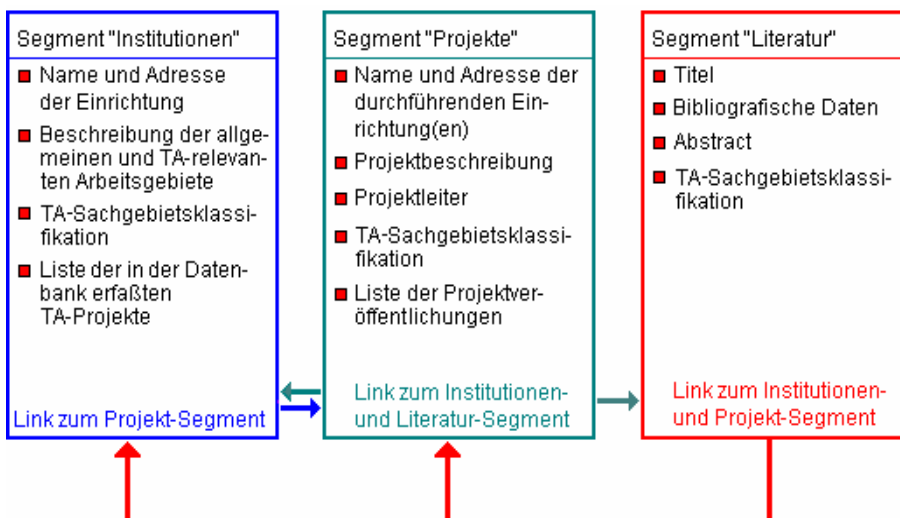 Segment "Institutionen"
Name und Adresse
der Einrichtung
Beschreibung der allge-
meinen und TA-relevan-
ten Arbeitsgebiete
TA-Sachgebietsklassi-
fikation
Liste der in der Daten-
bank erfaßten
TA-Projekte
Link zum Projekt-Segment
Segment "Projekte"
Name und Adresse der
durchführenden Ein-
richtung(en)
Projektbeschreibung
Projektleiter
TA-Sachgebietsklassi-
fikation
Liste der Projektver-
öffentlichungen
Link zum Institutionen-
und Literatur-Segment
Segment "Literatur"
Titel
Bibliografische Daten
Abstract
TA-Sachgebietsklassi-
fikation
Link zum Institutionen-
und Projekt-Segment